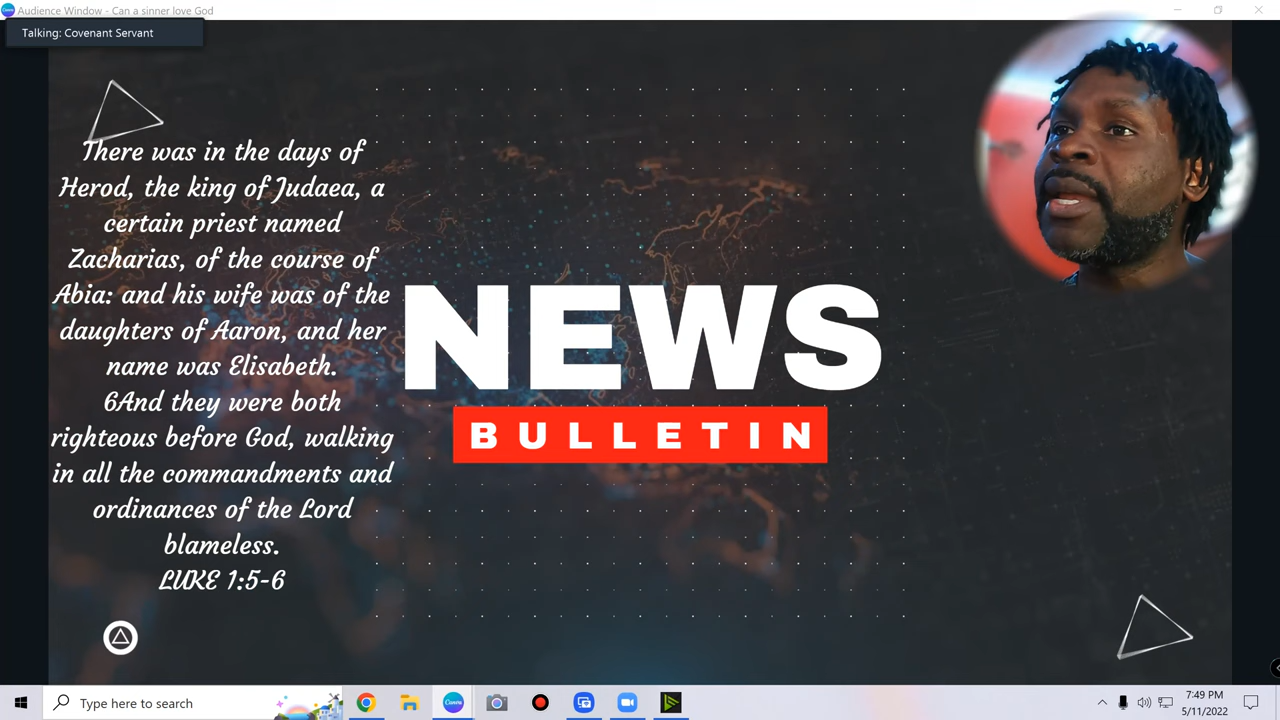 Audience Window - Can a sinner love God
Talking: Covenant Servant
There was in the days of
Herod, the king of Judaea, a
certain priest named
Zacharias, of the course of
Abia: and his wife was of the
daughters of Aaron, and her
name was Elisabeth.
6And they were both
righteous before God, walking
in all the commandments and
ordinances of the Lord
blameless.
LUKE 1:5-6
NEWS
BULLETIN
Type here to search
7:49 PM
5/11/2022